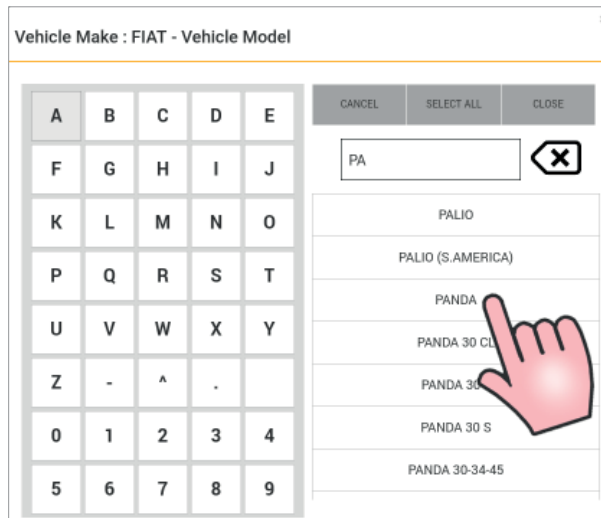 Vehicle Make : FIAT - Vehicle Model
A B C D E
F G H I J
K L M N O
P Q R S T
U V W X Y
Z - ^ .
0 1 2 3 4
5 6 7 8 9
CANCEL SELECT ALL CLOSE
PA
PALIO
PALIO (S.AMERICA)
PANDA
PANDA 30 CL
PANDA 30
PANDA 30 S
PANDA 30-34-45